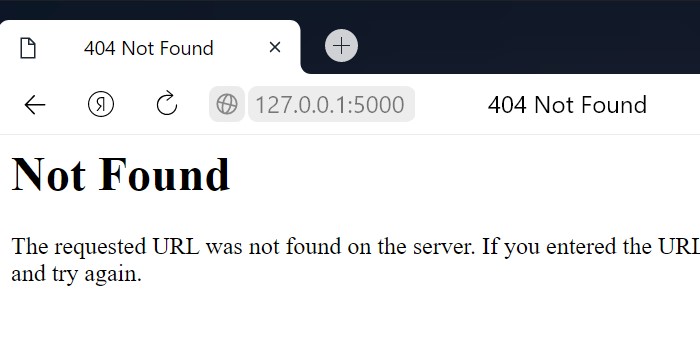 404 Not Found
Я 127.0.0.1:5000 404 Not Found
Not Found
The requested URL was not found on the server. If you entered the URL
and try again.